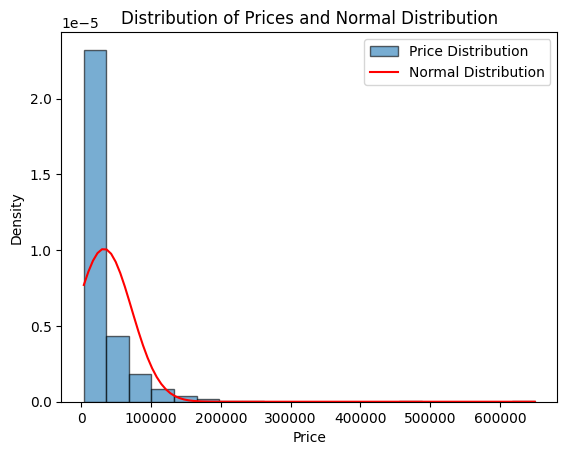 Distribution of Prices and Normal Distribution
1e−5
Price Distribution
Normal Distribution
2.0
1.5
1.0
0.5
0.0
Density
0 100000 200000 300000 400000 500000 600000
Price